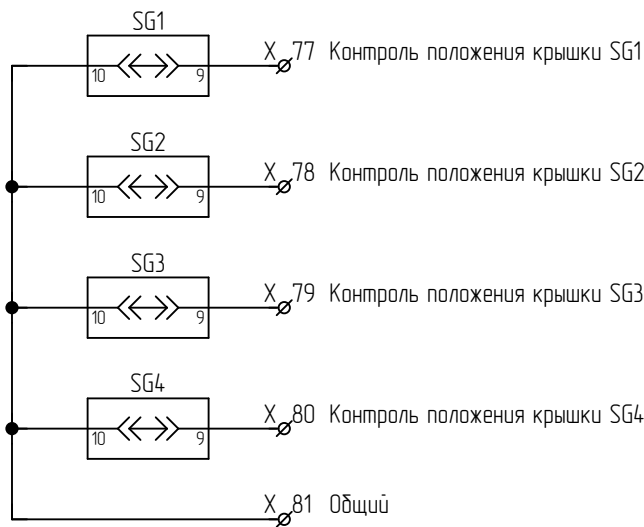 SG1
10 9 X 77 Контроль положения крышки SG1
SG2
10 9 X 78 Контроль положения крышки SG2
SG3
10 9 X 79 Контроль положения крышки SG3
SG4
10 9 X 80 Контроль положения крышки SG4
X 81 Общий